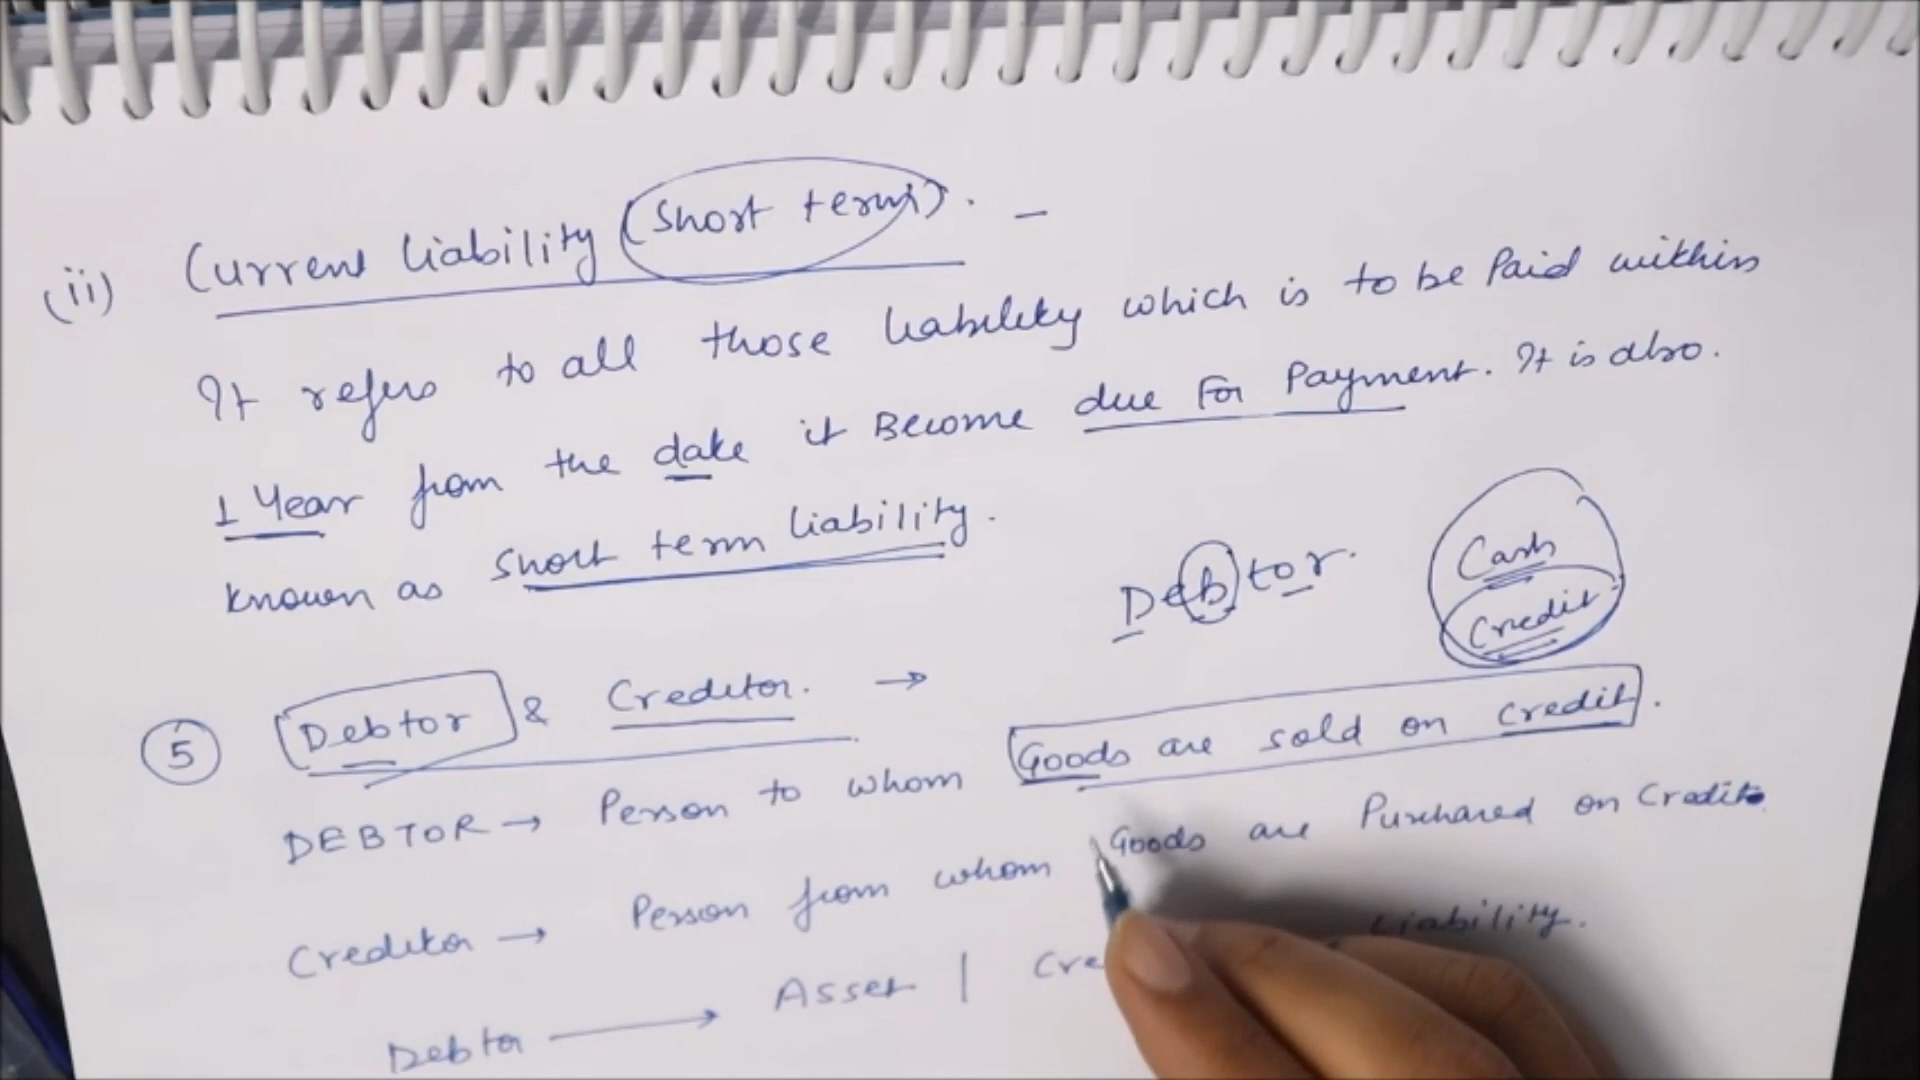 (ii) Current liability (Short term). -
It refers to all those liability which is to be Paid within
1 Year from the date it Become due For Payment. It is also.
known as Short term liability.
Debtor.
Cash
Credit
5 Debtor & Creditor. →
DEBTOR → Person to whom Goods are sold on credit.
Creditor → Person from whom Goods are Purchased on Credit
Debtor → Asset | Cre liability.